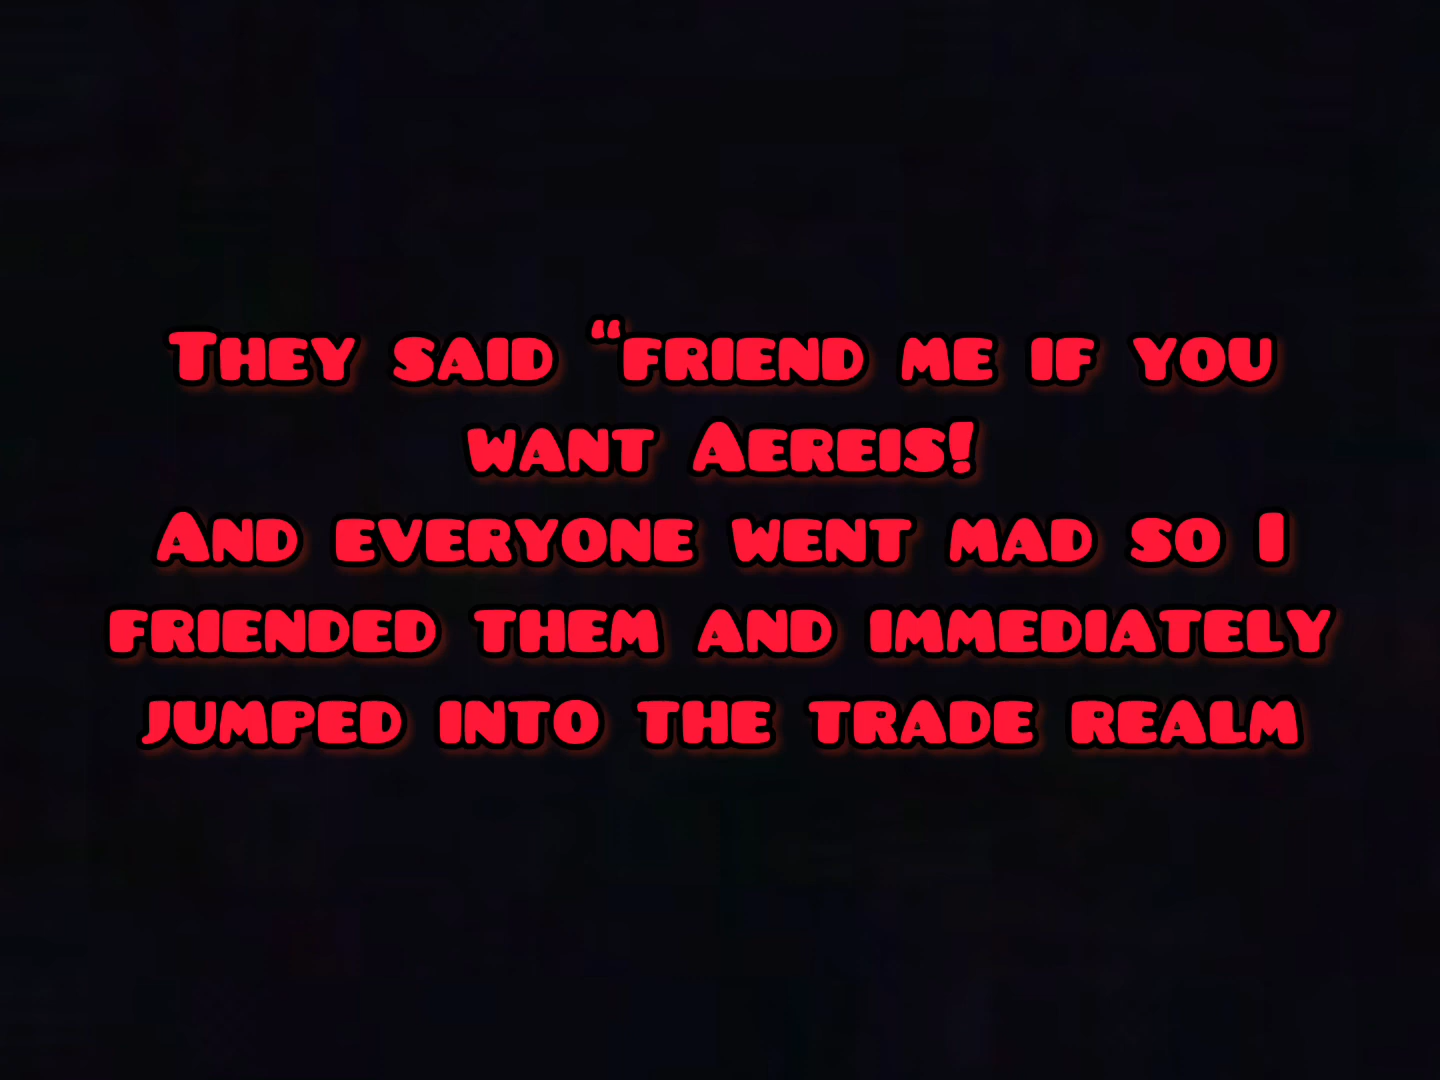 They said “friend me if you
want Aereis!
And everyone went mad so I
friended them and immediately
jumped into the trade realm